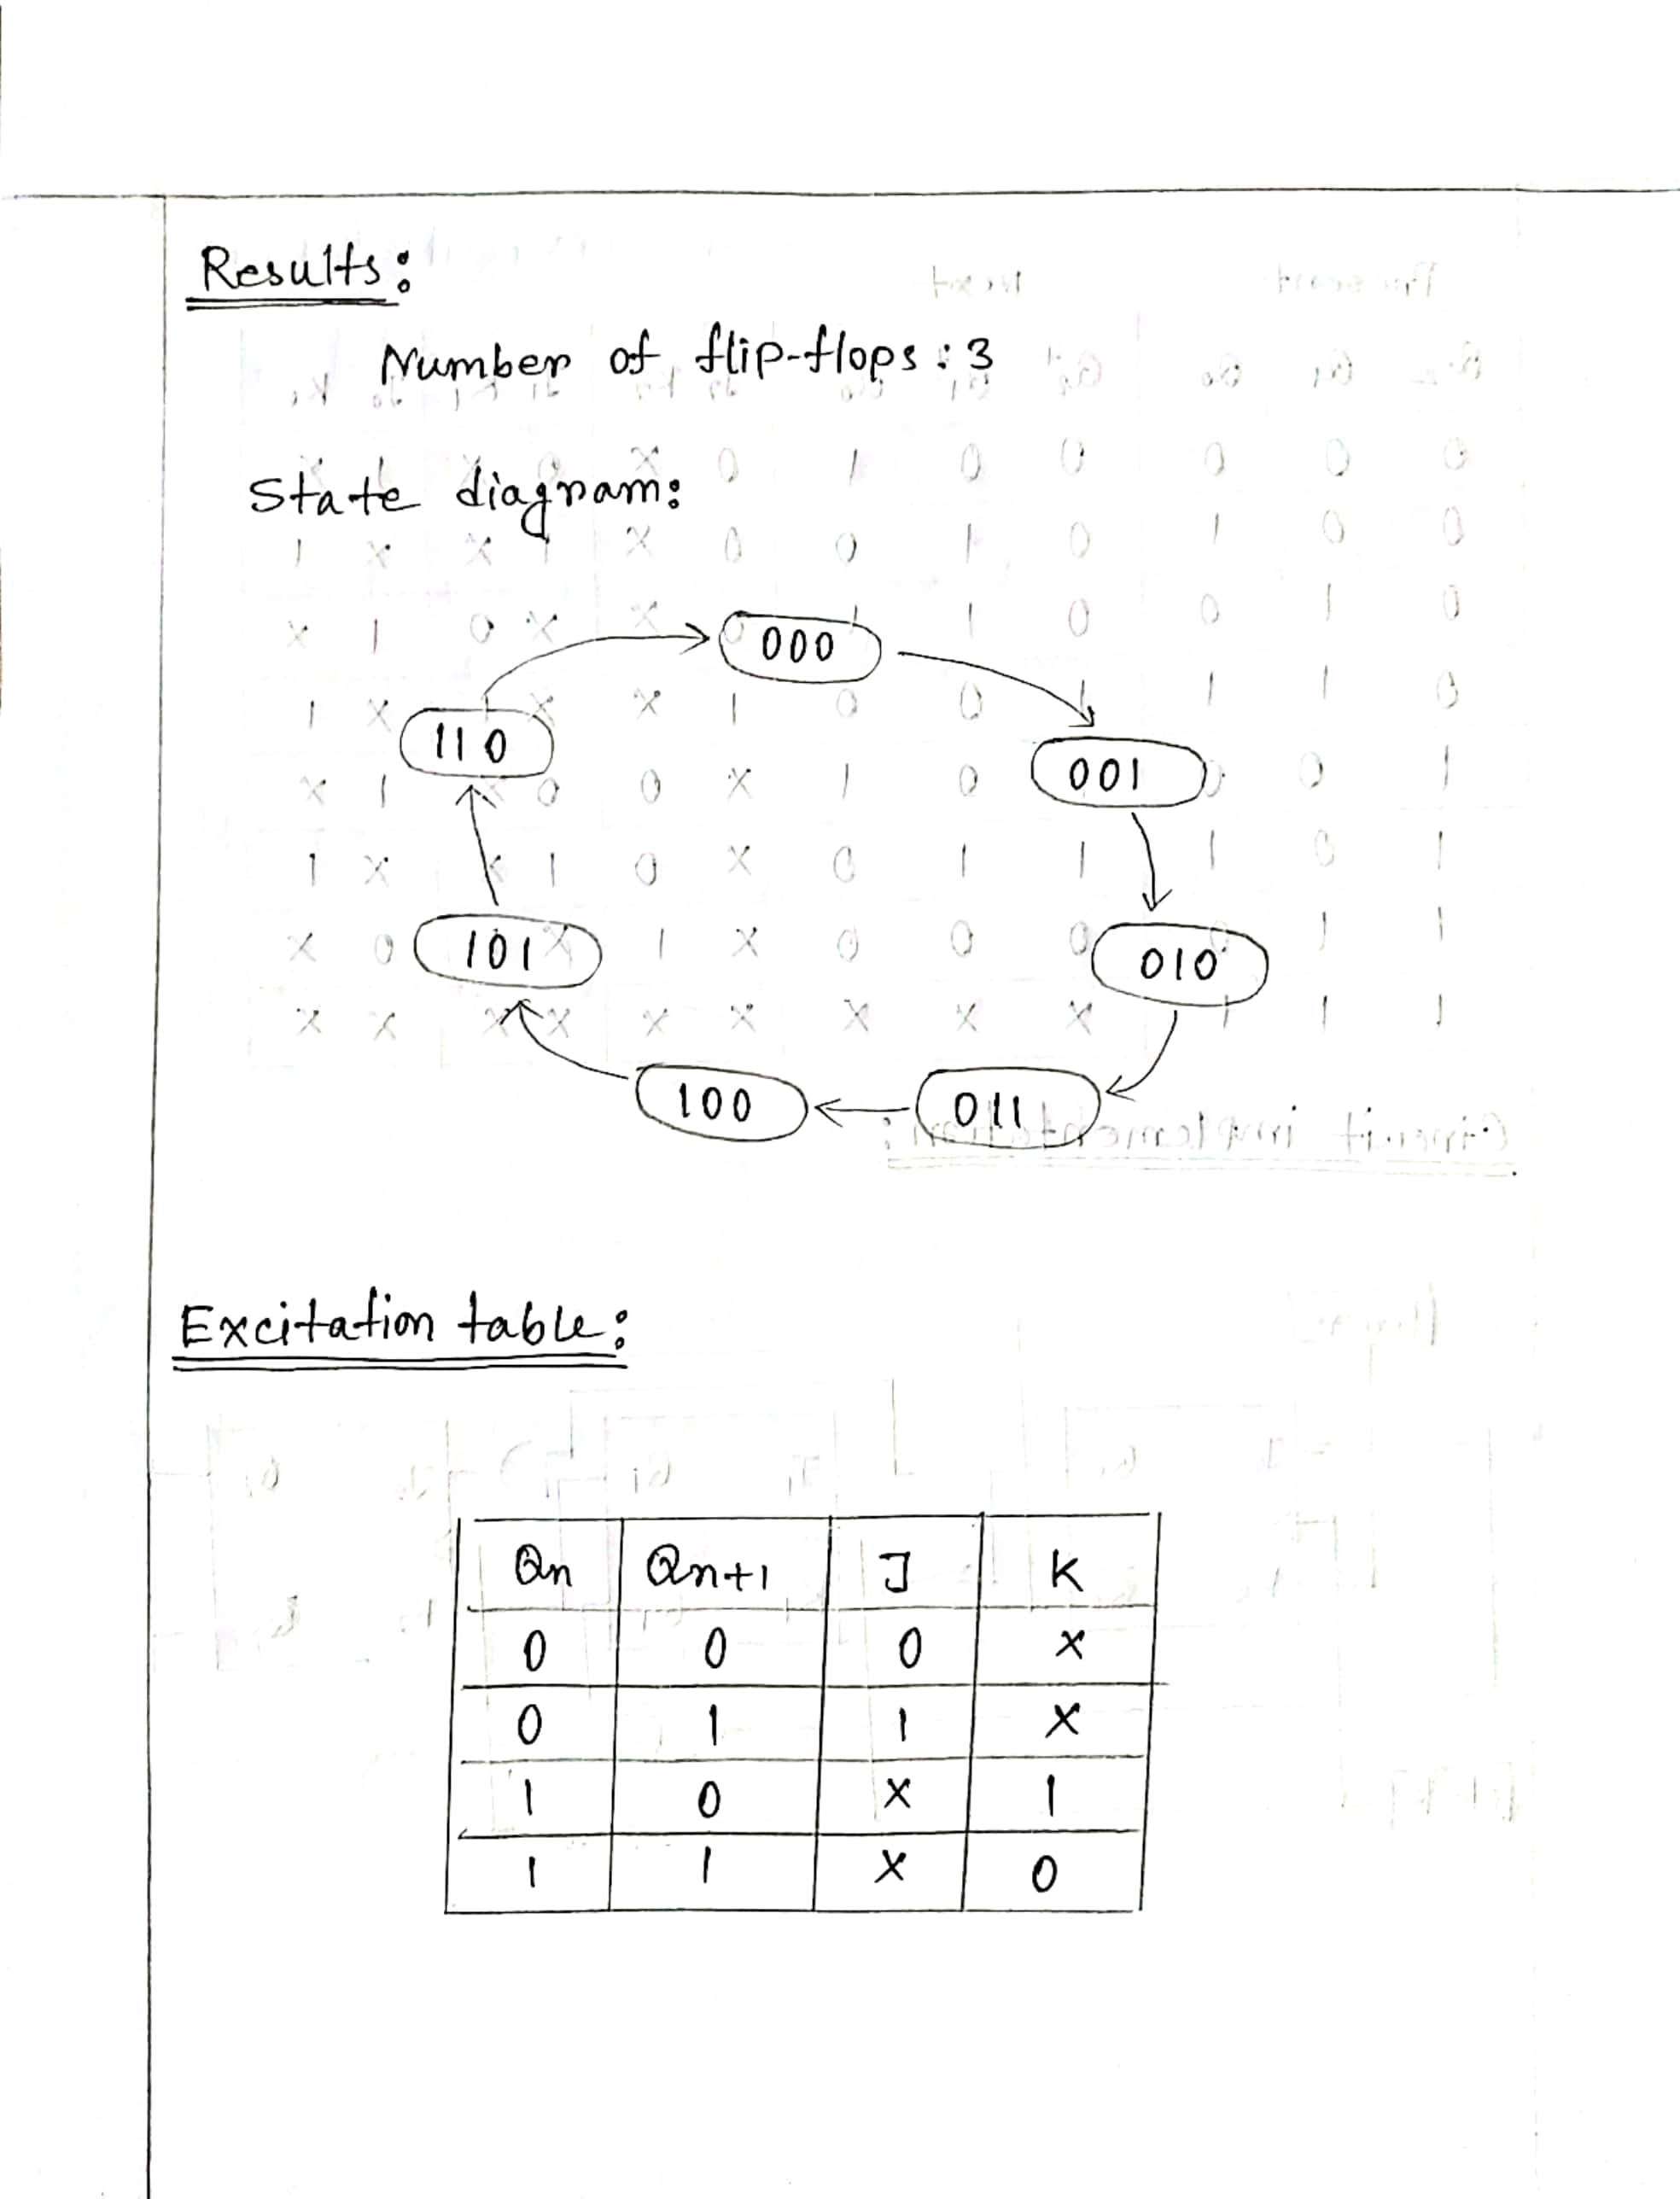 Results:
Number of flip-flops: 3
State diagram:
000
110
001
101
010
100
011
Excitation table:
Qn Qn+1 J K
0 0 0 x
0 1 1 x
1 0 x 1
1 1 x 0